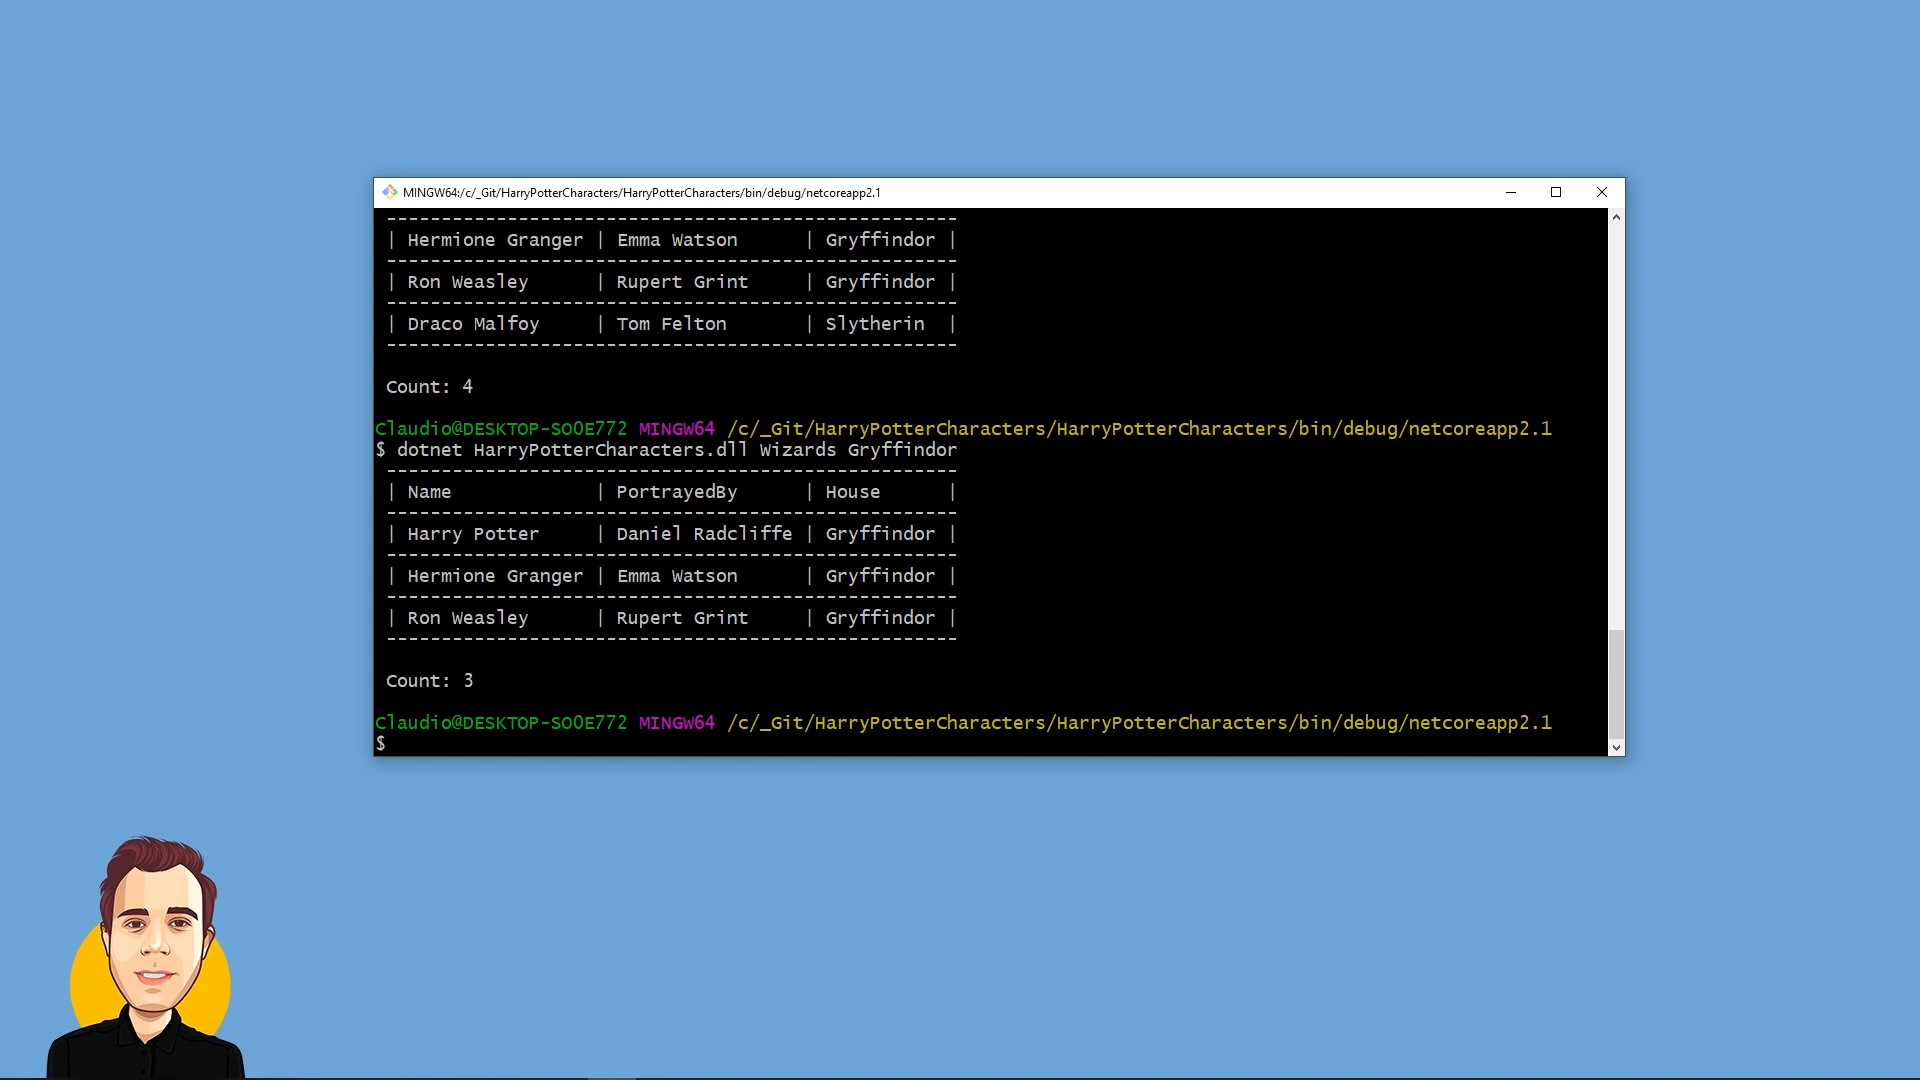 MINGW64:/c/_Git/HarryPotterCharacters/HarryPotterCharacters/bin/debug/netcoreapp2.1
----------------------------------------------------
| Hermione Granger | Emma Watson      | Gryffindor |
----------------------------------------------------
| Ron Weasley      | Rupert Grint     | Gryffindor |
----------------------------------------------------
| Draco Malfoy     | Tom Felton       | Slytherin  |
----------------------------------------------------
Count: 4
Claudio@DESKTOP-SO0E772 MINGW64 /c/_Git/HarryPotterCharacters/HarryPotterCharacters/bin/debug/netcoreapp2.1
$ dotnet HarryPotterCharacters.dll Wizards Gryffindor
----------------------------------------------------
| Name             | PortrayedBy      | House      |
----------------------------------------------------
| Harry Potter     | Daniel Radcliffe | Gryffindor |
----------------------------------------------------
| Hermione Granger | Emma Watson      | Gryffindor |
----------------------------------------------------
| Ron Weasley      | Rupert Grint     | Gryffindor |
----------------------------------------------------
Count: 3
Claudio@DESKTOP-SO0E772 MINGW64 /c/_Git/HarryPotterCharacters/HarryPotterCharacters/bin/debug/netcoreapp2.1
$